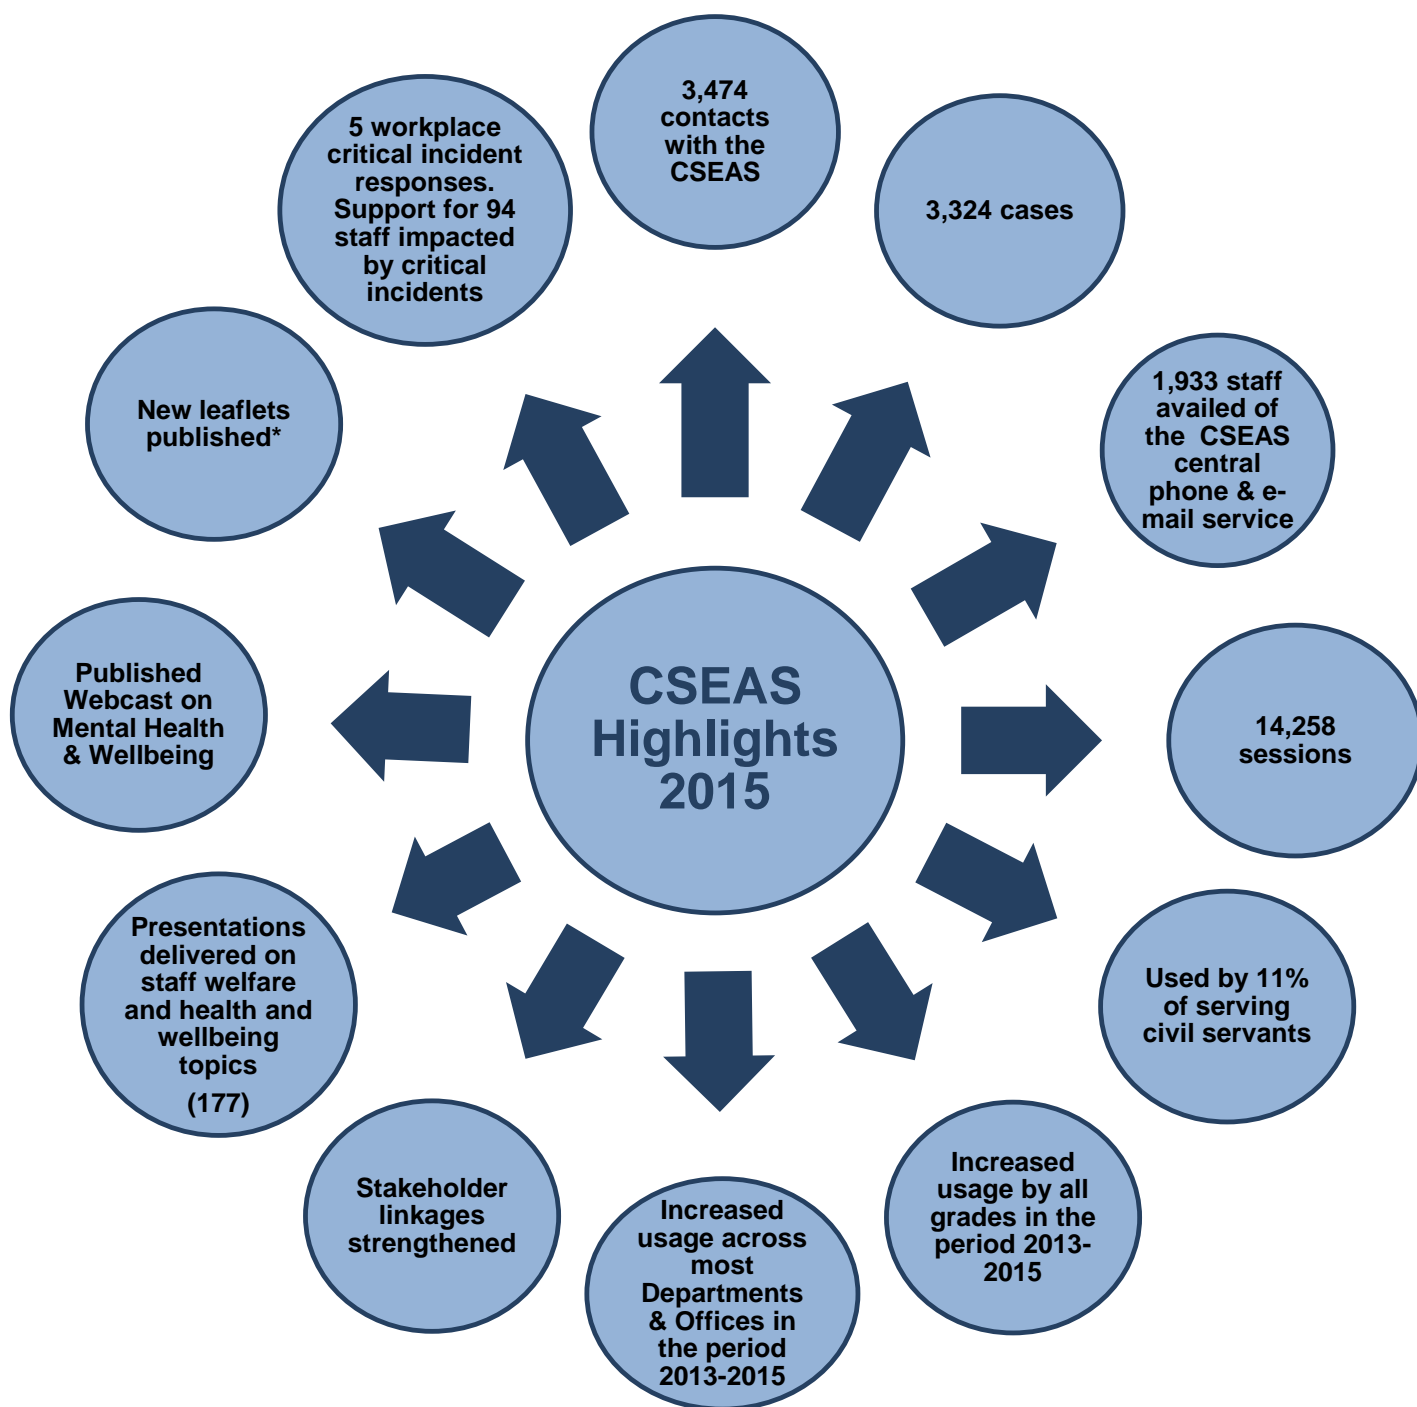 CSEAS
Highlights
2015
3,474
contacts
with the
CSEAS
3,324 cases
1,933 staff
availed of
the CSEAS
central
phone & e-
mail service
14,258
sessions
Used by 11%
of serving
civil servants
Increased
usage by all
grades in the
period 2013-
2015
Increased
usage across
most
Departments
& Offices in
the period
2013-2015
Stakeholder
linkages
strengthened
Presentations
delivered on
staff welfare
and health and
wellbeing
topics
(177)
Published
Webcast on
Mental Health
& Wellbeing
New leaflets
published*
5 workplace
critical incident
responses.
Support for 94
staff impacted
by critical
incidents